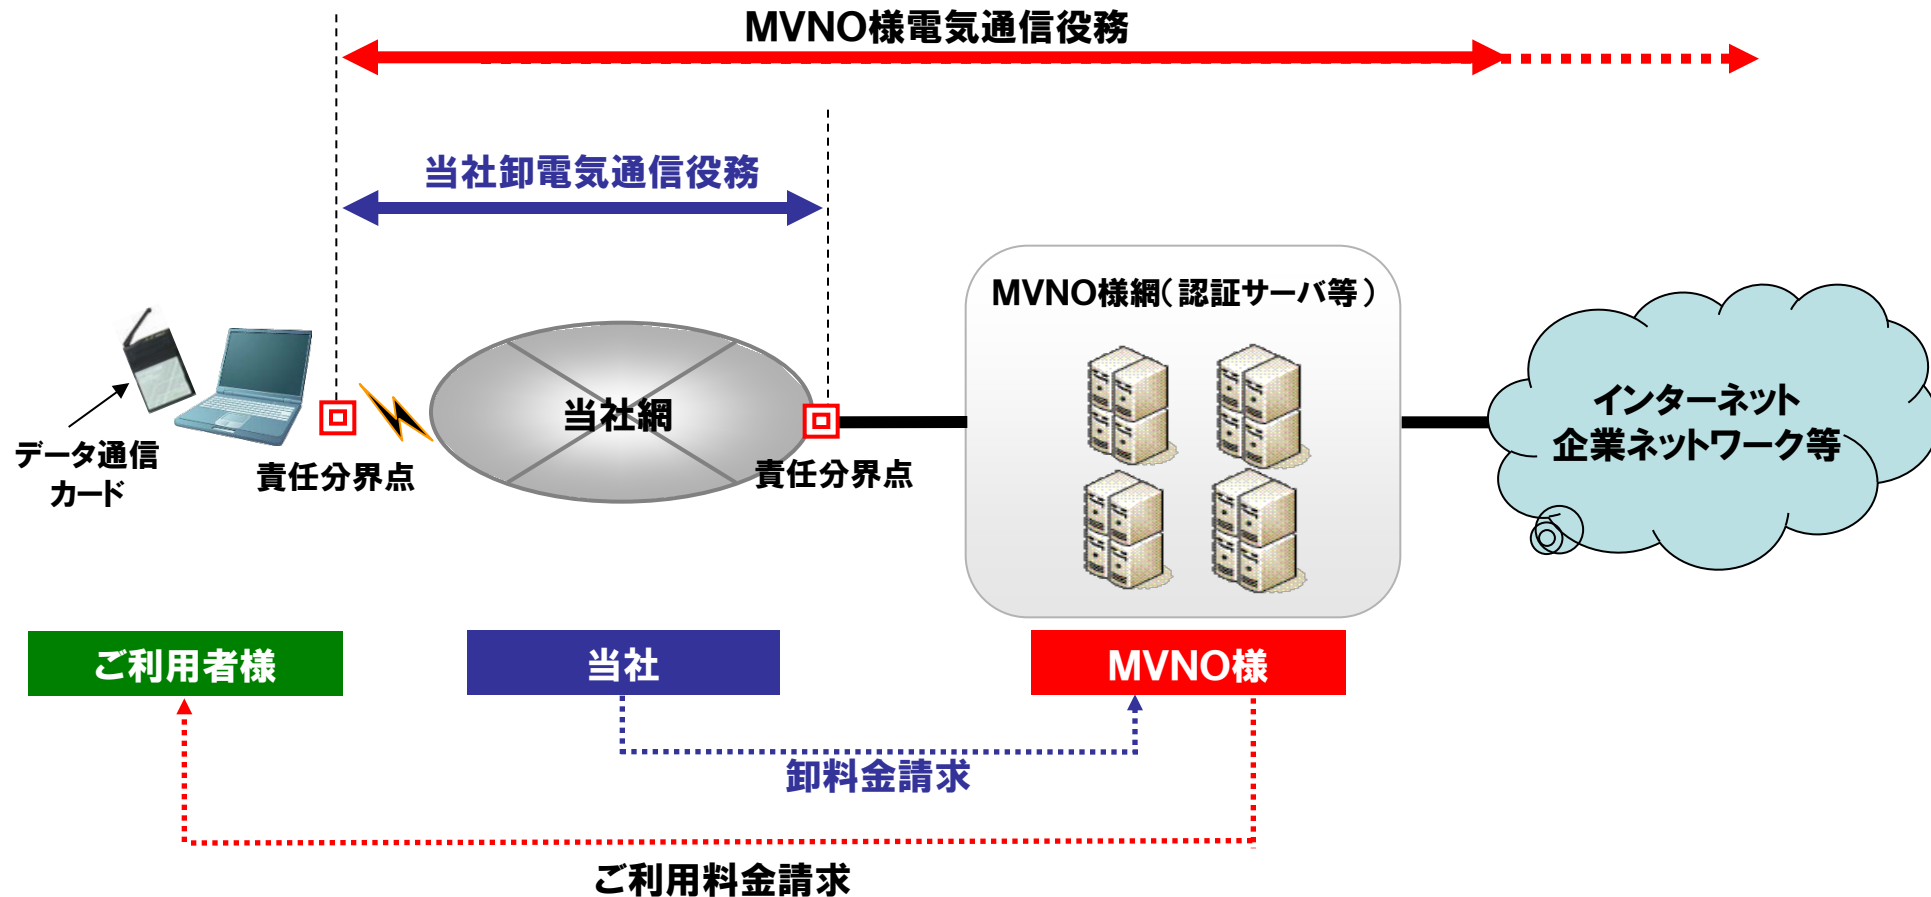 MVNO様電気通信役務
当社卸電気通信役務
MVNO様網(認証サーバ等)
データ通信
カード
責任分界点
当社網
責任分界点
インターネット
企業ネットワーク等
ご利用者様
当社
MVNO様
卸料金請求
ご利用料金請求